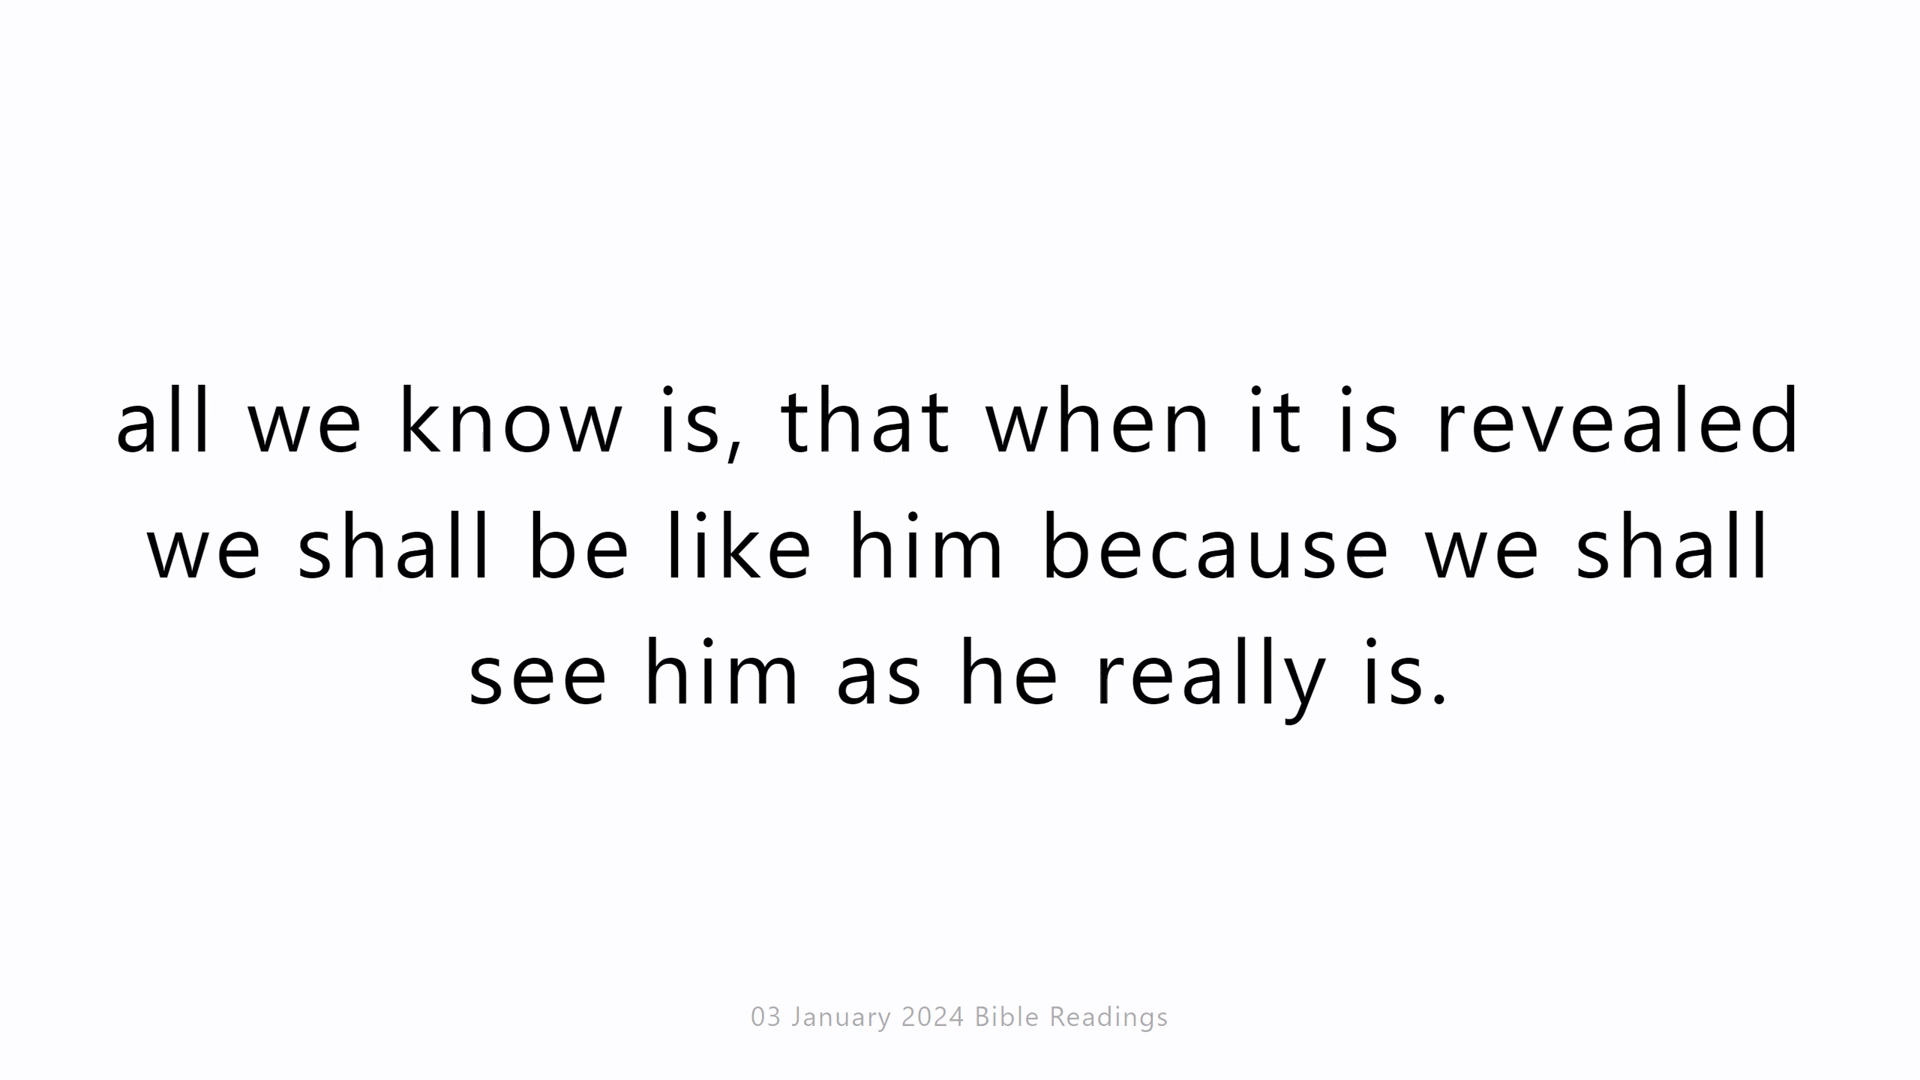 all we know is, that when it is revealed
we shall be like him because we shall
see him as he really is.
03 January 2024 Bible Readings